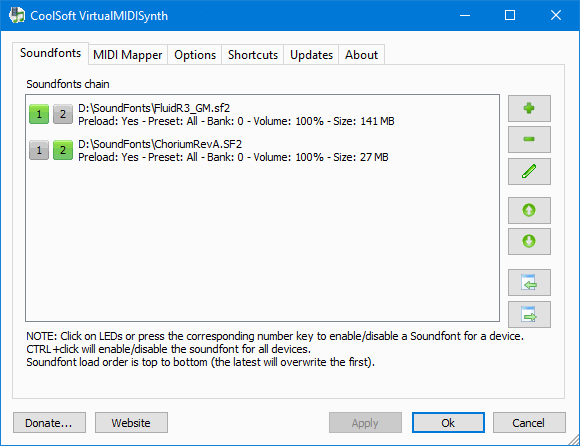 CoolSoft VirtualMIDISynth
Soundfonts MIDI Mapper Options Shortcuts Updates About
Soundfonts chain
1 2 D:\SoundFonts\FluidR3_GM.sf2
Preload: Yes - Preset: All - Bank: 0 - Volume: 100% - Size: 141 MB
1 2 D:\SoundFonts\ChoriumRevA.SF2
Preload: Yes - Preset: All - Bank: 0 - Volume: 100% - Size: 27 MB
NOTE: Click on LEDs or press the corresponding number key to enable/disable a Soundfont for a device.
CTRL+click will enable/disable the soundfont for all devices.
Soundfont load order is top to bottom (the latest will overwrite the first).
Donate... Website Apply Ok Cancel